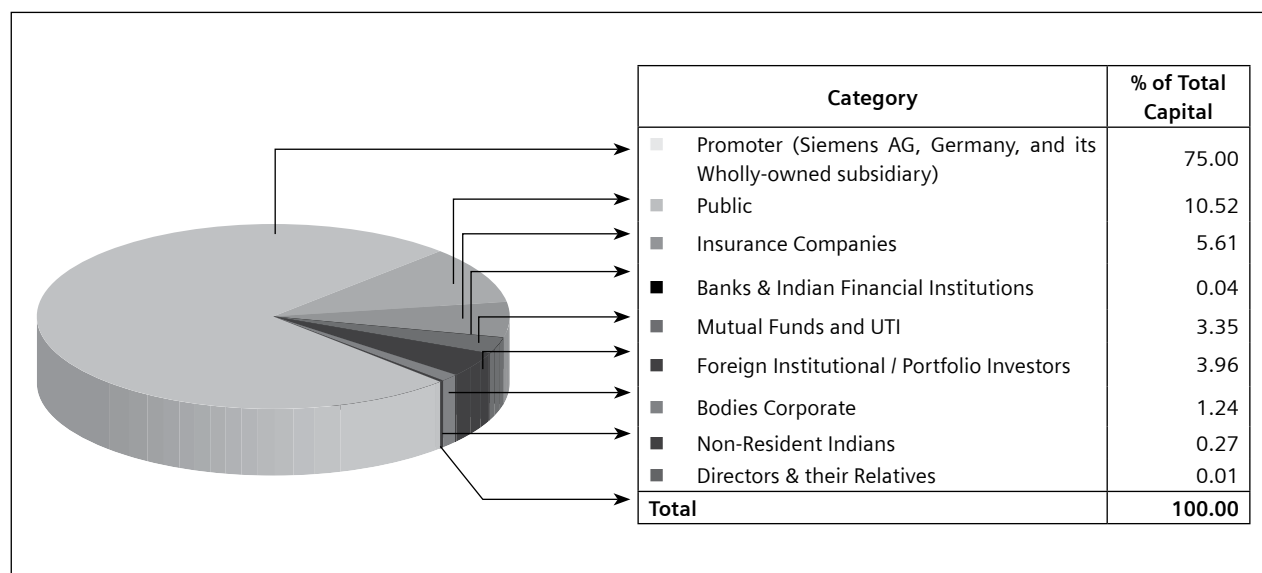 Category
% of Total
Capital
Promoter (Siemens AG, Germany, and its
Wholly-owned subsidiary)
75.00
Public
10.52
Insurance Companies
5.61
Banks & Indian Financial Institutions
0.04
Mutual Funds and UTI
3.35
Foreign Institutional / Portfolio Investors
3.96
Bodies Corporate
1.24
Non-Resident Indians
0.27
Directors & their Relatives
0.01
Total
100.00